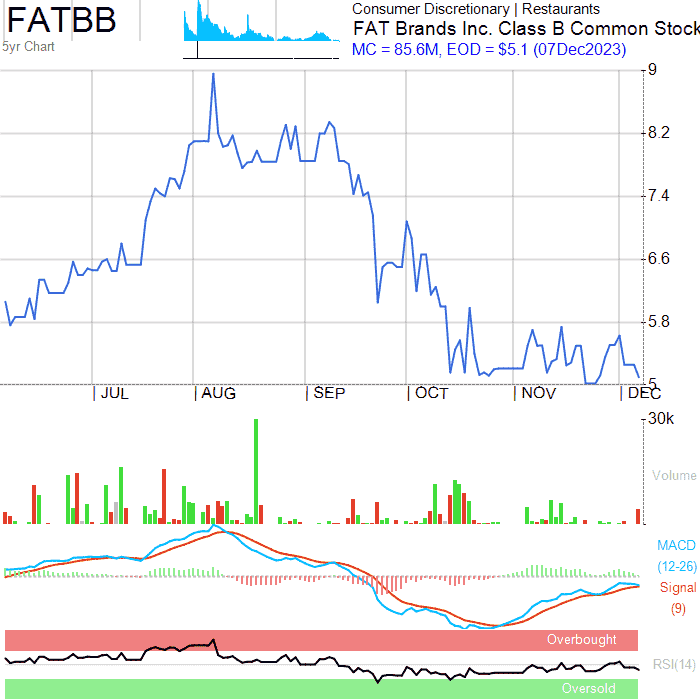 FATBB
5yr Chart
Consumer Discretionary | Restaurants
FAT Brands Inc. Class B Common Stock
MC = 85.6M, EOD = $5.1 (07Dec2023)
9
8.2
7.4
6.6
5.8
5
JUL AUG SEP OCT NOV DEC
30k
Volume
MACD
(12-26)
Signal
(9)
Overbought
RSI(14)
Oversold